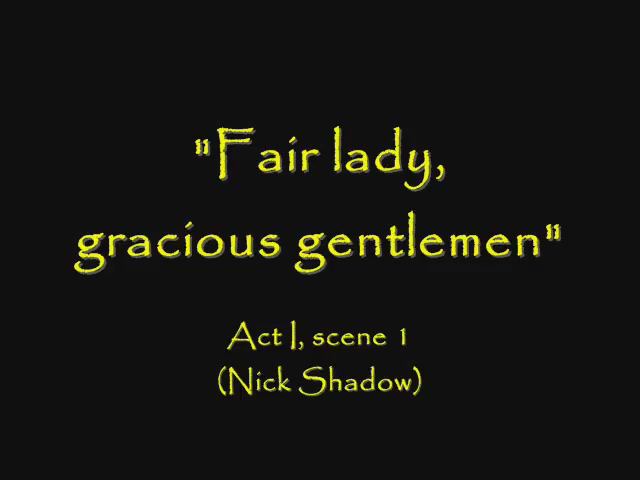 "Fair lady,
gracious gentlemen"
Act I, scene 1
(Nick Shadow)